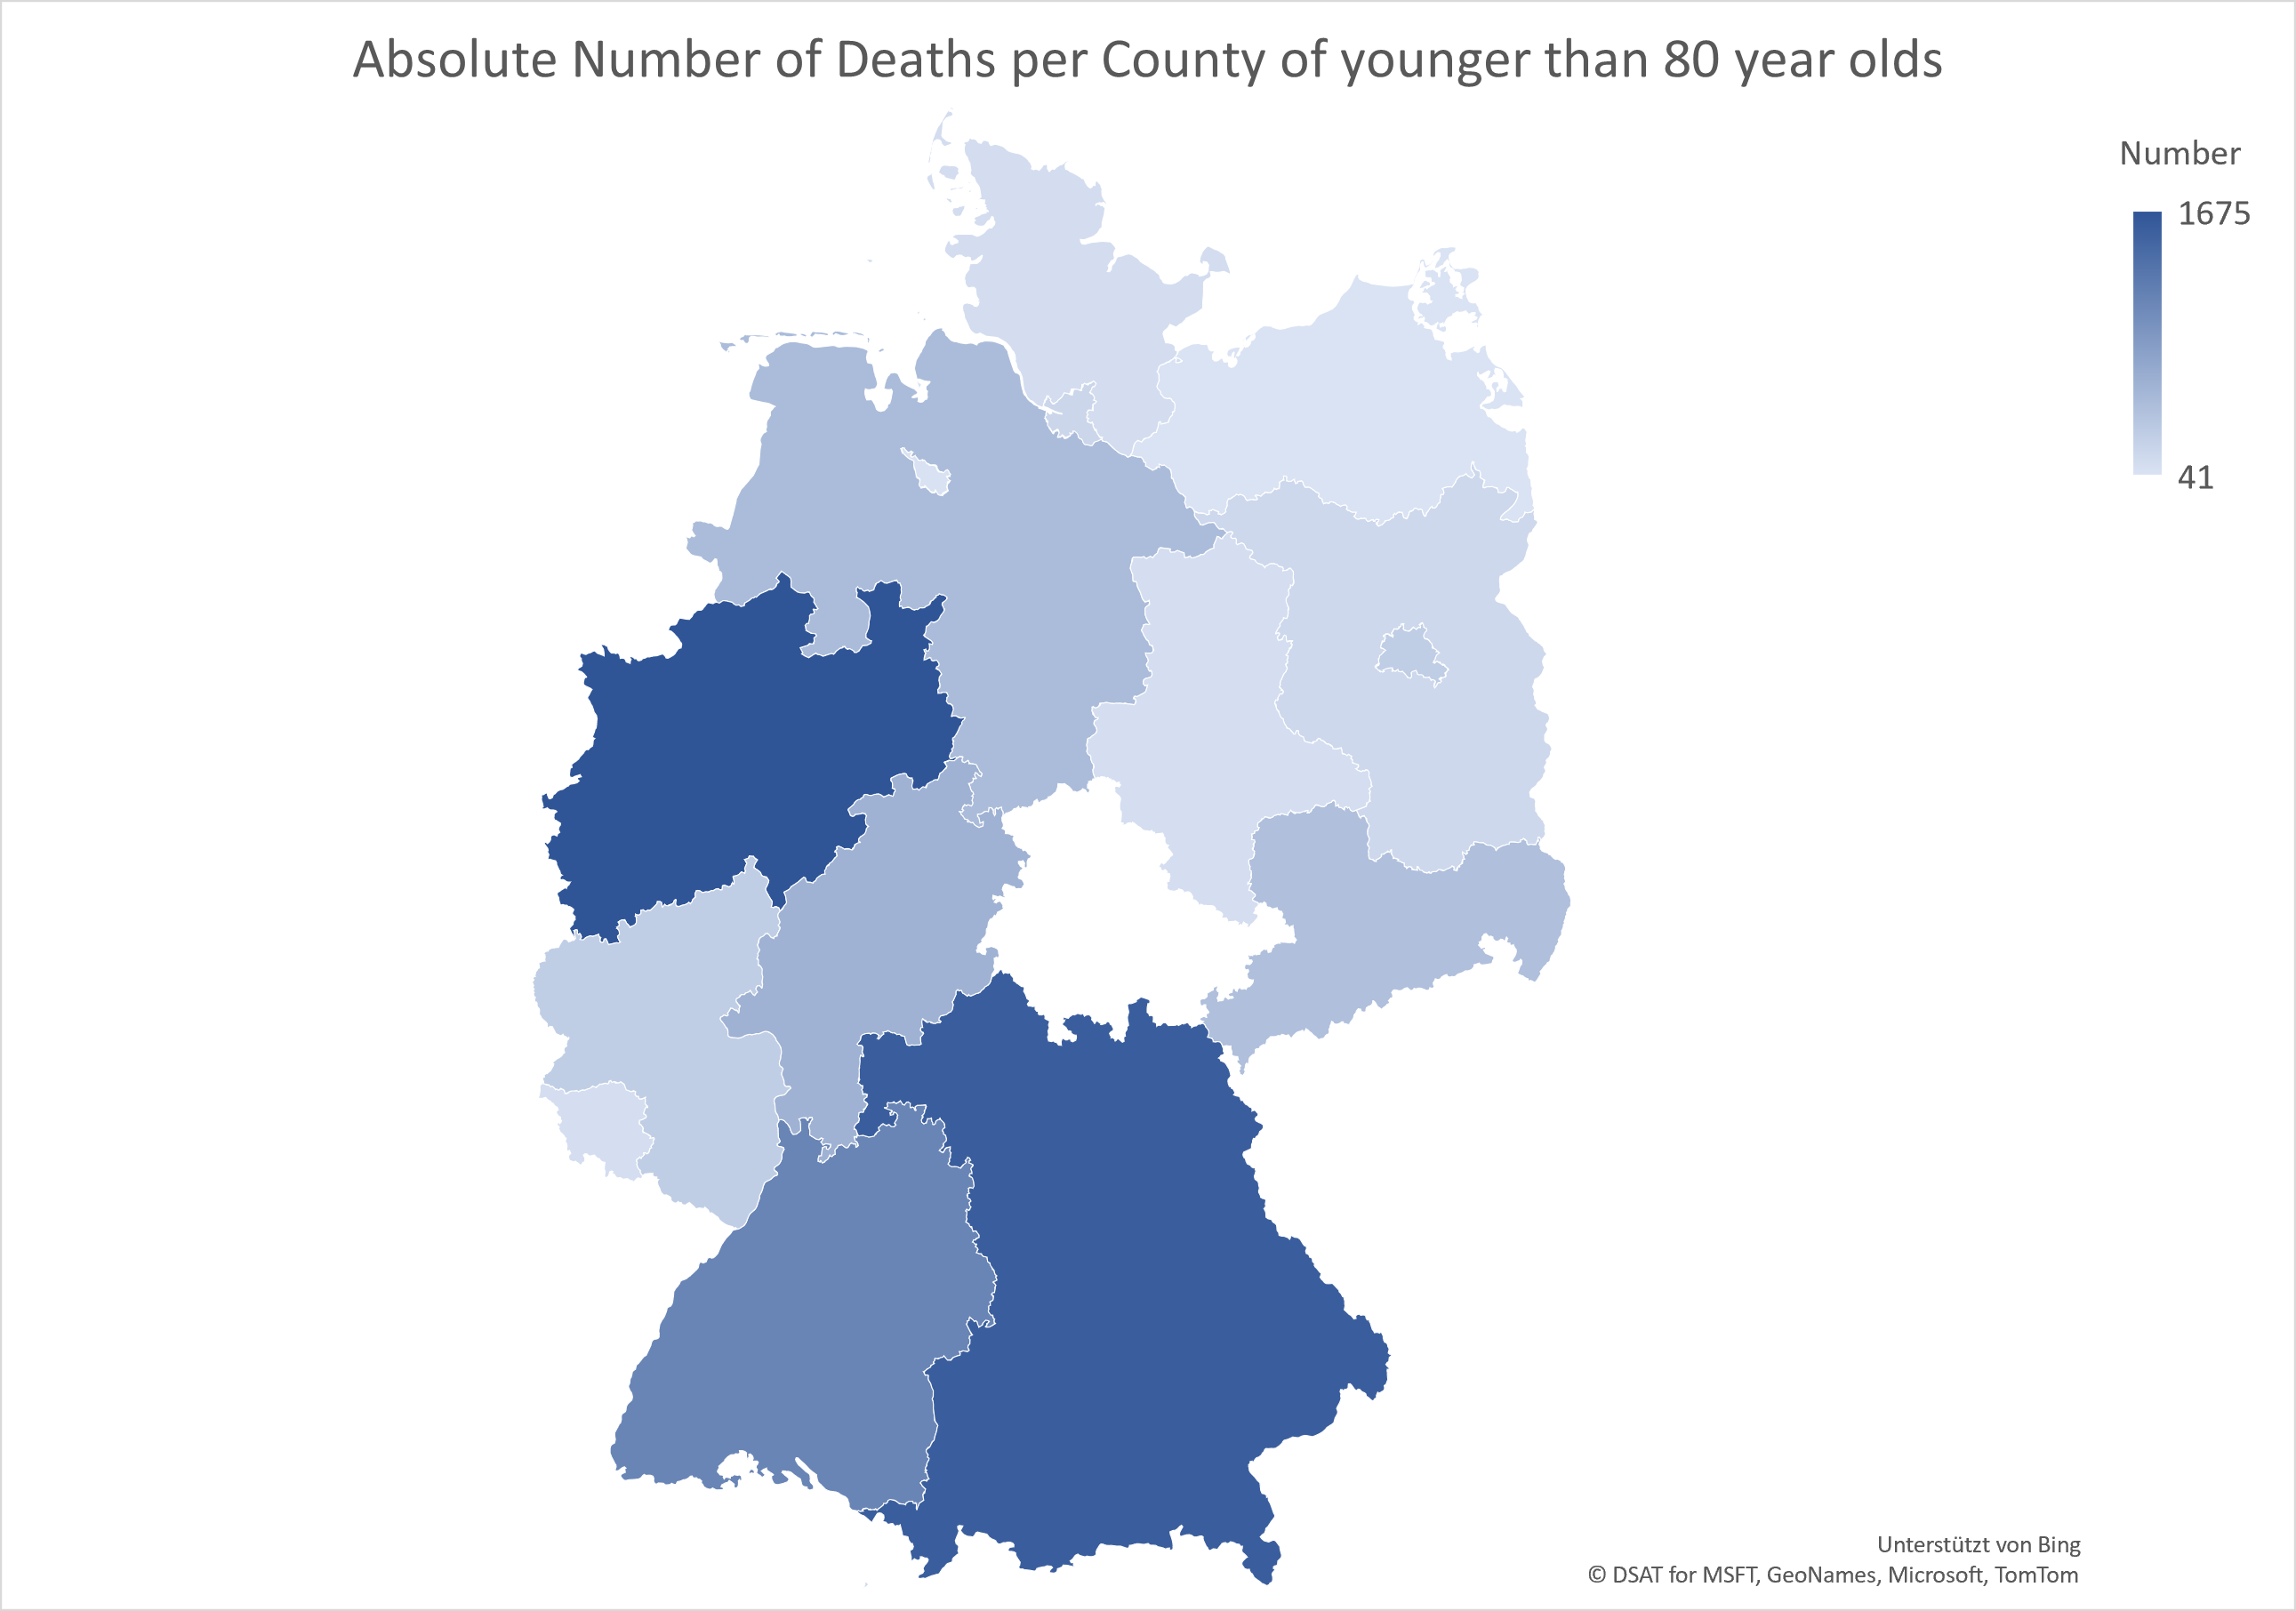 Absolute Number of Deaths per County of younger than 80 year olds
Number
1675
41
Unterstützt von Bing
© DSAT for MSFT, GeoNames, Microsoft, TomTom